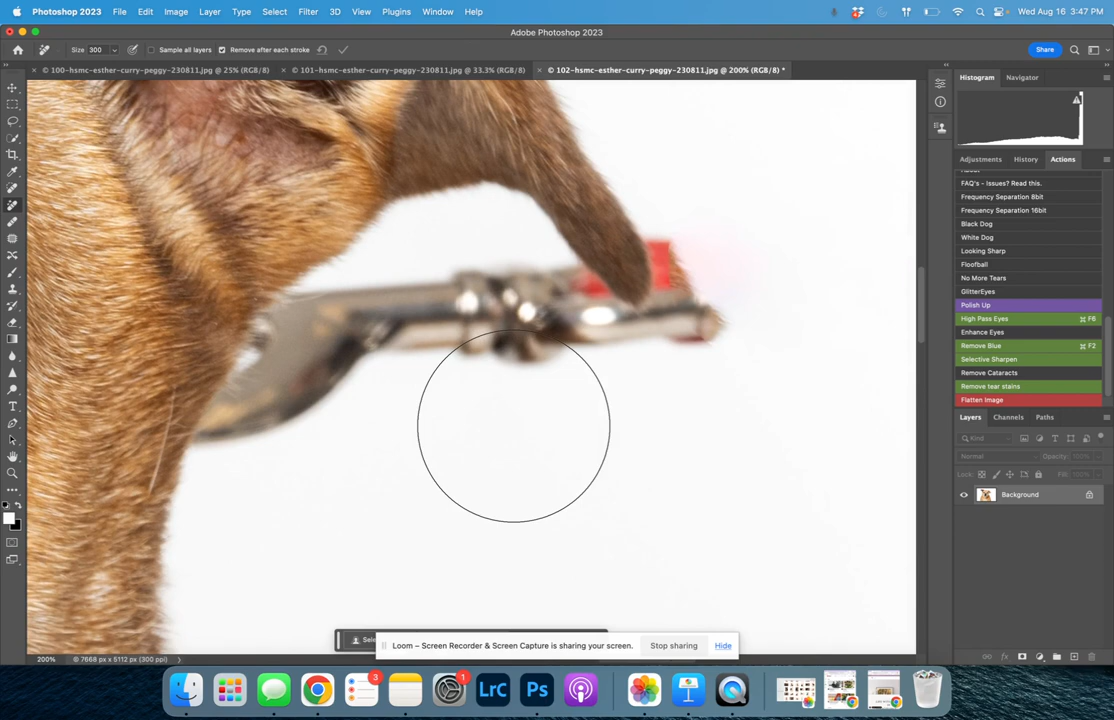 Photoshop 2023 File Edit Image Layer Type Select Filter 3D View Plugins Window Help Wed Aug 16 3:47 PM
Adobe Photoshop 2023
Size 300 Sample all layers Remove after each stroke Share
100-hsmc-esther-curry-peggy-230811.jpg @ 25% (RGB/8) 101-hsmc-esther-curry-peggy-230811.jpg @ 33.3% (RGB/8) 102-hsmc-esther-curry-peggy-230811.jpg @ 200% (RGB/8) *
Histogram Navigator
Adjustments History Actions
FAQ's - Issues? Read this.
Frequency Separation 8bit
Frequency Separation 16bit
Black Dog
White Dog
Looking Sharp
Floofball
No More Tears
GlitterEyes
Polish Up
High Pass Eyes ⌘ F6
Enhance Eyes
Remove Blue ⌘ F2
Selective Sharpen
Remove Cataracts
Remove tear stains
Flatten Image
Layers Channels Paths
Kind
Normal Opacity: 100%
Lock: Fill: 100%
Background
Sele
Loom – Screen Recorder & Screen Capture is sharing your screen. Stop sharing Hide
200% 7668 px x 5112 px (300 ppi)
3
1
LrC
Ps